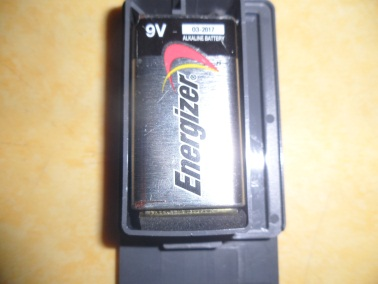 9V
03-2017
ALKALINE BATTERY
Energizer